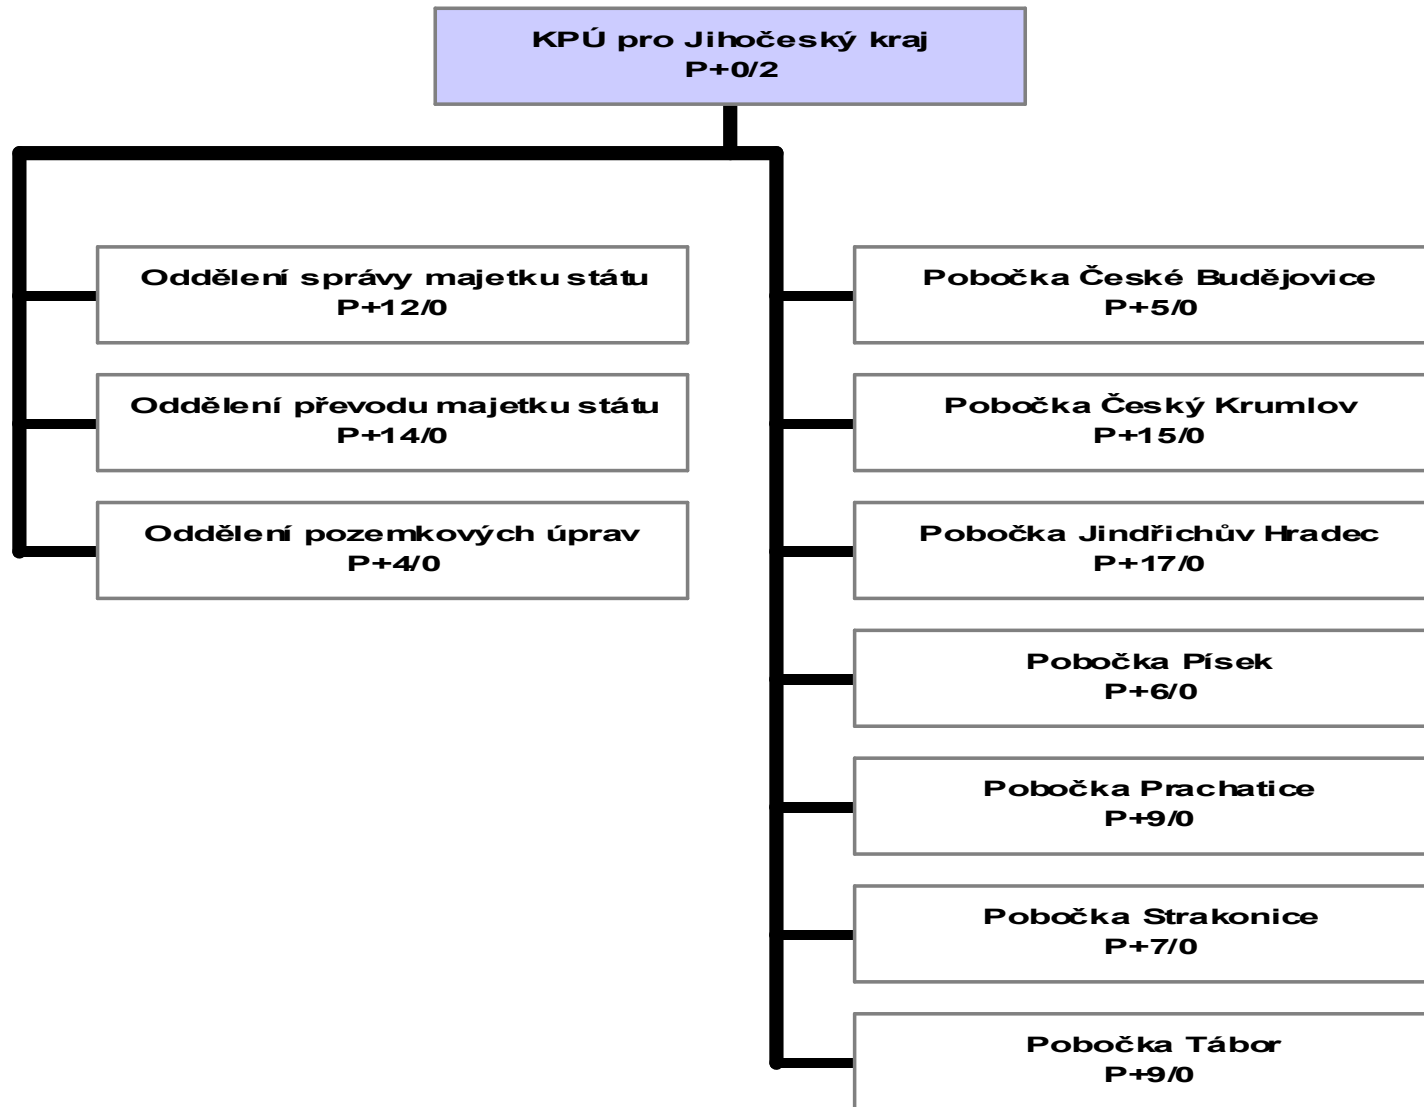 KPÚ pro Jihočeský kraj
P+0/2
Oddělení správy majetku státu
P+12/0
Oddělení převodu majetku státu
P+14/0
Oddělení pozemkových úprav
P+4/0
Pobočka České Budějovice
P+5/0
Pobočka Český Krumlov
P+15/0
Pobočka Jindřichův Hradec
P+17/0
Pobočka Písek
P+6/0
Pobočka Prachatice
P+9/0
Pobočka Strakonice
P+7/0
Pobočka Tábor
P+9/0